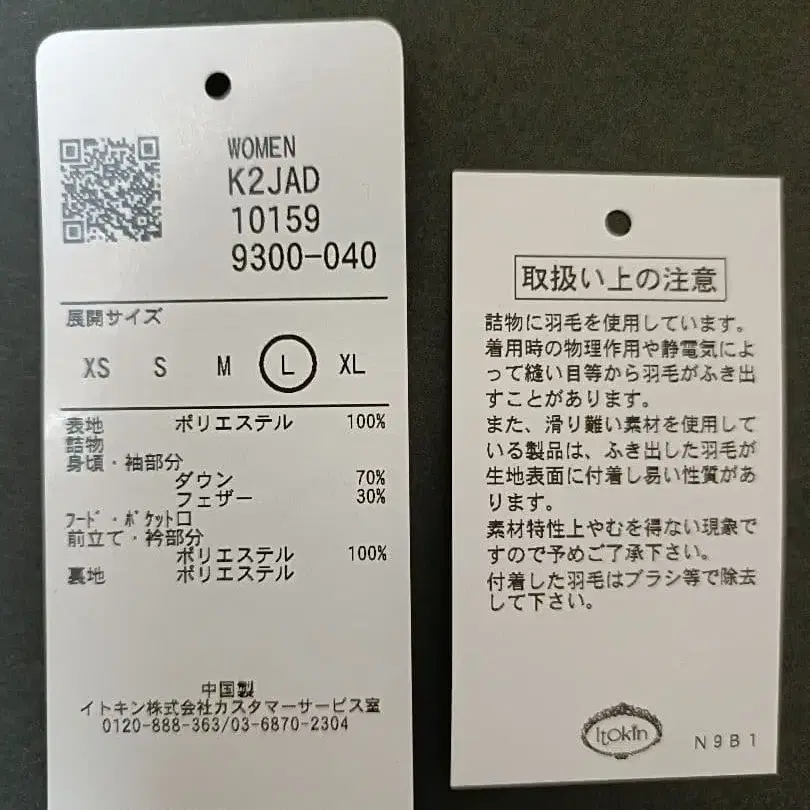 WOMEN
K2JAD
10159
9300-040
展開サイズ
XS S M L XL
表地 ポリエステル 100%
詰物
身頃・袖部分
ダウン 70%
フェザー 30%
ﾌｰﾄﾞ・ﾎﾟｹｯﾄ口
前立て・衿部分
ポリエステル 100%
裏地 ポリエステル
中国製
イトキン株式会社カスタマーサービス室
0120-888-363/03-6870-2304
取扱い上の注意
詰物に羽毛を使用しています。
着用時の物理作用や静電気によ
って縫い目等から羽毛がふき出
すことがあります。
また、滑り難い素材を使用して
いる製品は、ふき出した羽毛が
生地表面に付着し易い性質があ
ります。
素材特性上やむを得ない現象で
すので予めご了承下さい。
付着した羽毛はブラシ等で除去
して下さい。
Itokin
N9B1